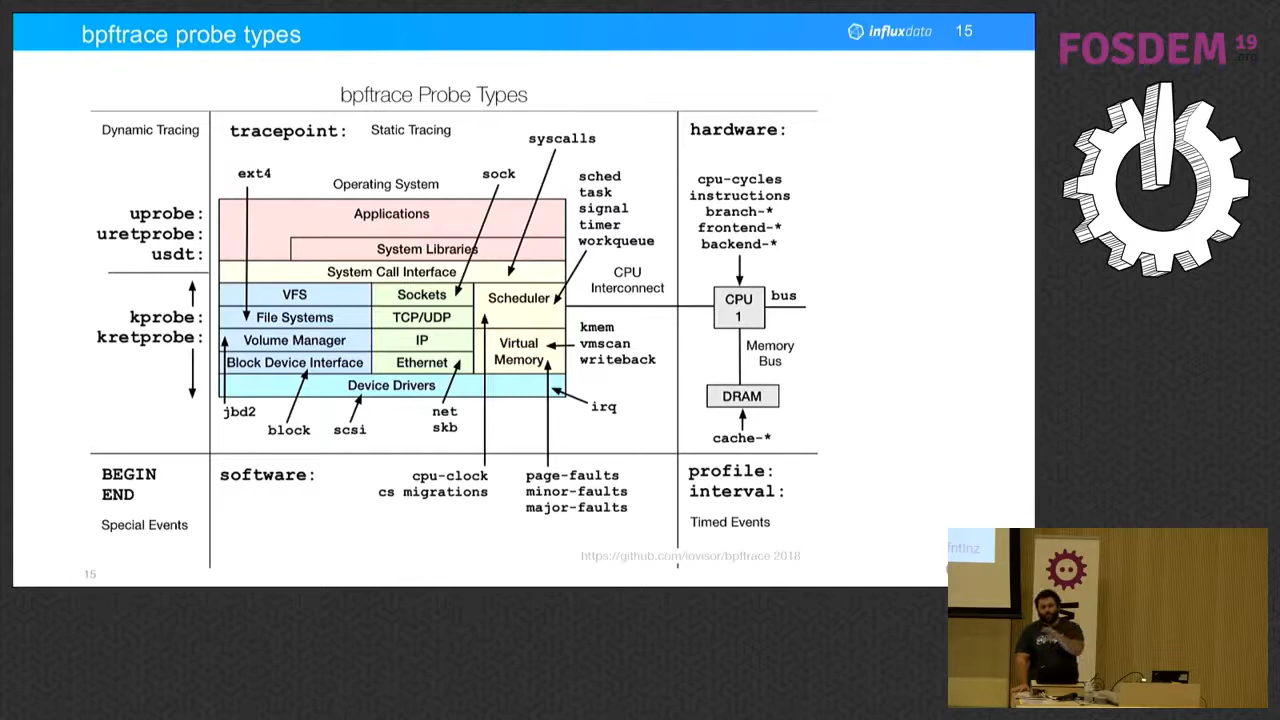 bpftrace probe types
influxdata
15
FOSDEM 19
.org
bpftrace Probe Types
Dynamic Tracing
tracepoint: Static Tracing
hardware:
syscalls
ext4
Operating System
sock
sched
task
signal
timer
workqueue
cpu-cycles
instructions
branch-*
frontend-*
backend-*
uprobe:
uretprobe:
usdt:
Applications
System Libraries
System Call Interface
CPU
Interconnect
kprobe:
kretprobe:
VFS
Sockets
Scheduler
File Systems
TCP/UDP
Volume Manager
IP
Virtual
Memory
Block Device Interface
Ethernet
Device Drivers
kmem
vmscan
writeback
CPU
1
bus
Memory
Bus
DRAM
cache-*
jbd2
block
scsi
net
skb
irq
BEGIN
END
Special Events
software:
cpu-clock
cs migrations
page-faults
minor-faults
major-faults
profile:
interval:
Timed Events
https://github.com/iovisor/bpftrace 2018
15